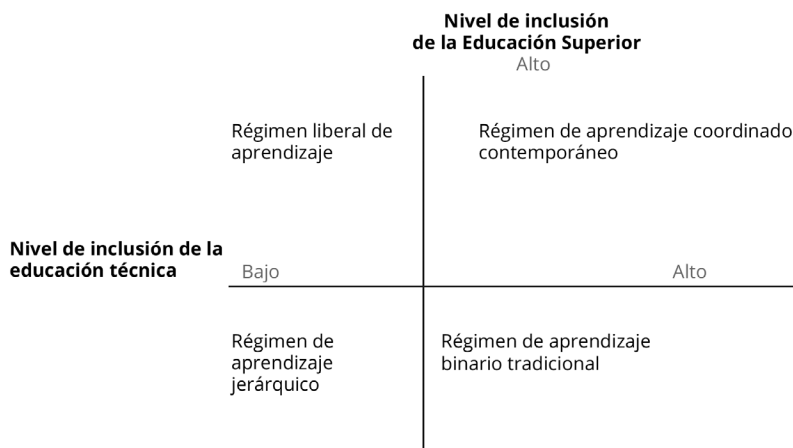 Nivel de inclusión
de la Educación Superior
Alto
Régimen liberal de
aprendizaje
Régimen de aprendizaje coordinado
contemporáneo
Nivel de inclusión de la
educación técnica
Bajo
Alto
Régimen de
aprendizaje
jerárquico
Régimen de aprendizaje
binario tradicional